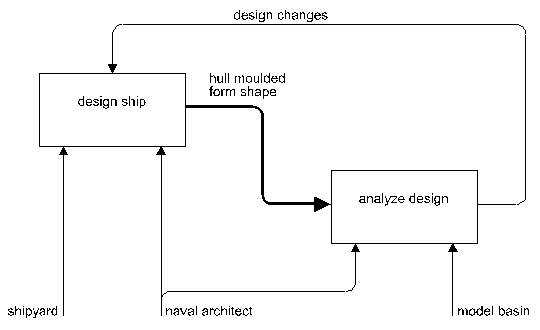 design changes
hull moulded
form shape
design ship
analyze design
shipyard
naval architect
model basin